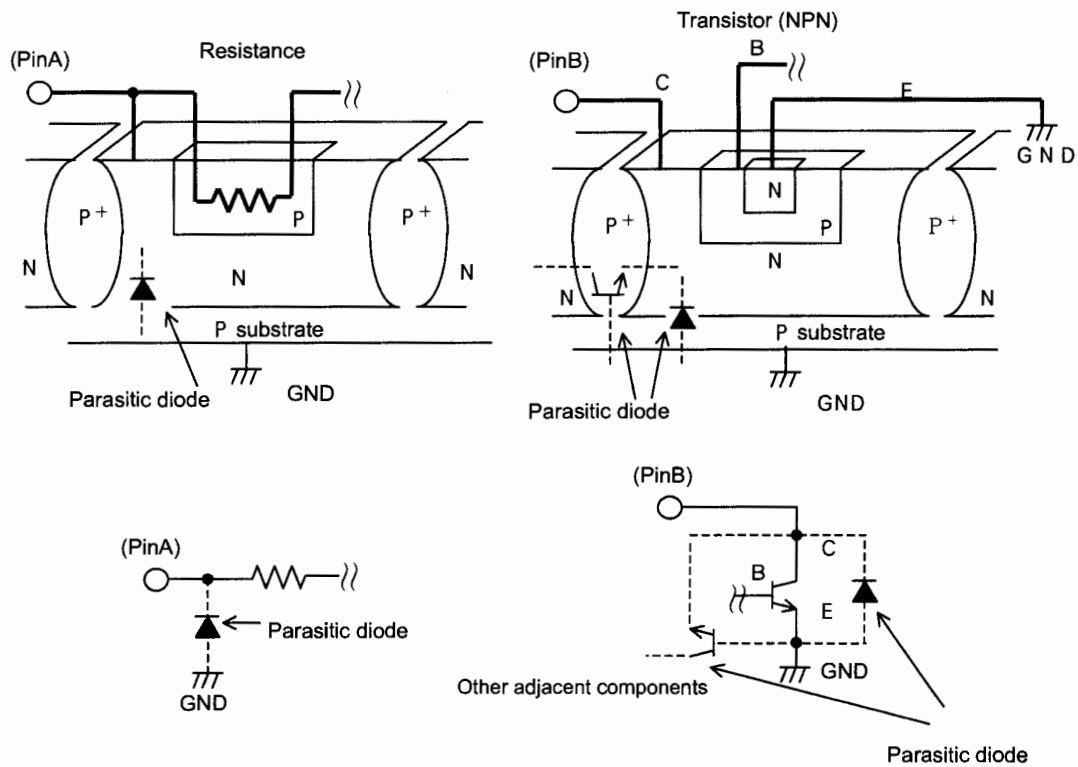 Resistance
(PinA)
P+
P
P+
N
N
N
P substrate
GND
Parasitic diode
Transistor (NPN)
(PinB)
B
C
E
GND
N
P+
P
P+
N
N
N
P substrate
Parasitic diode
GND
(PinA)
Parasitic diode
GND
(PinB)
C
B
E
GND
Other adjacent components
Parasitic diode